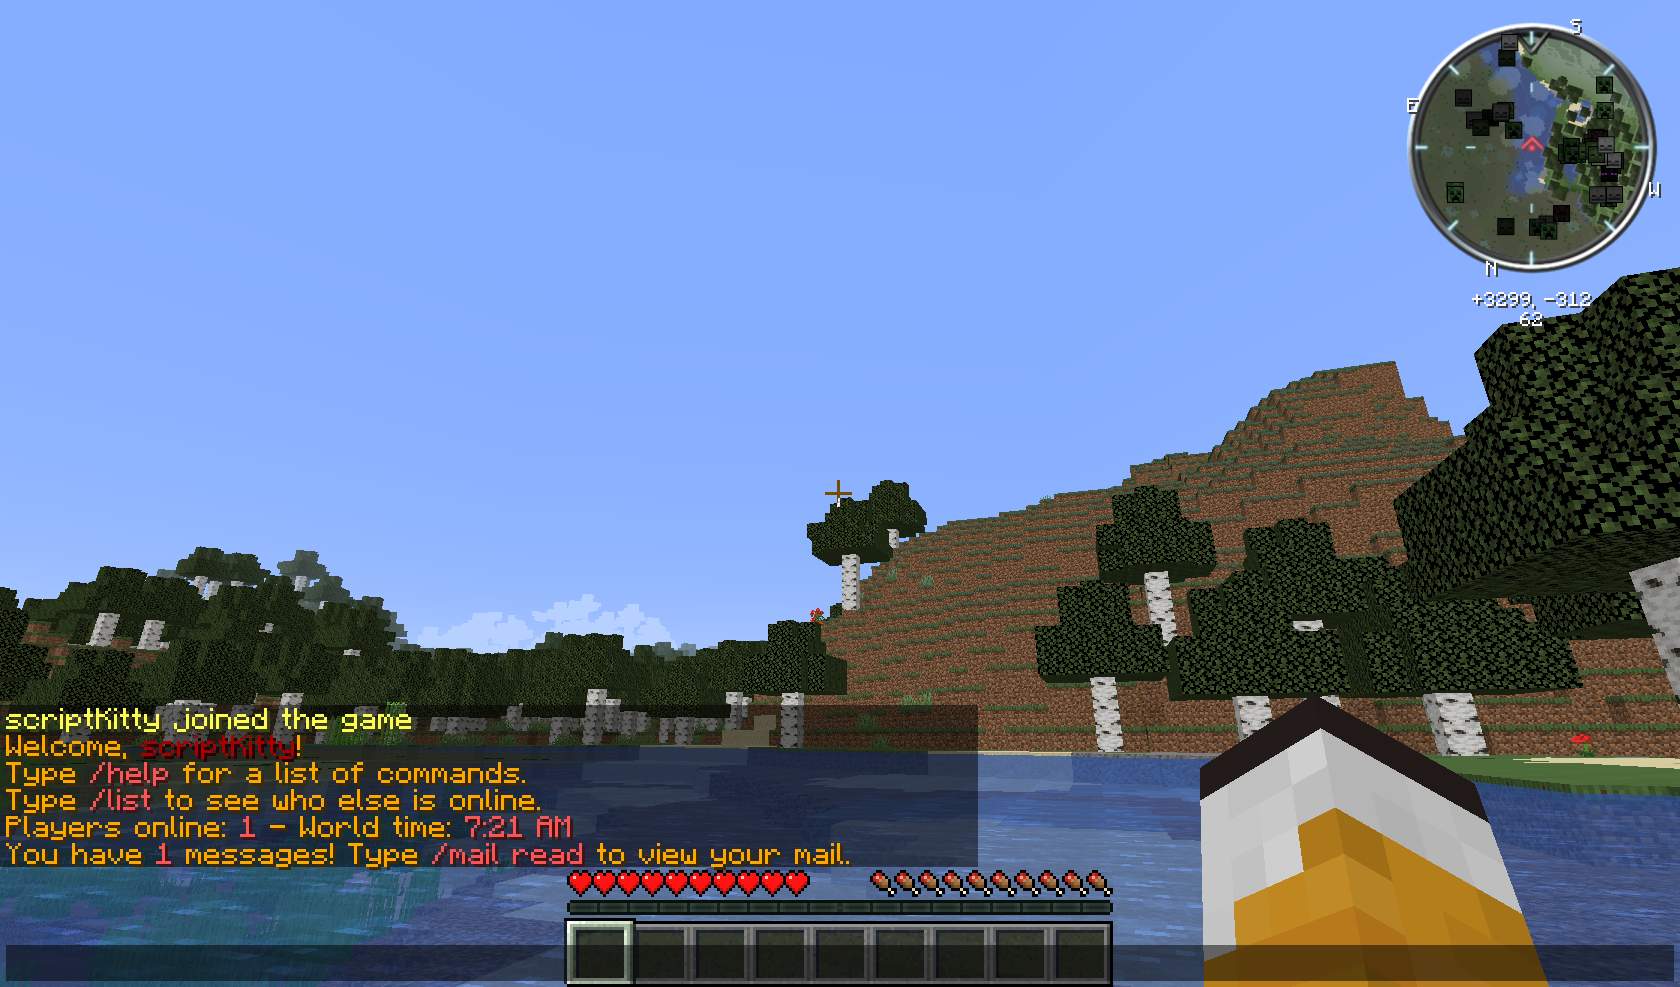 S
E
W
N
+3299, -312
62
scriptKitty joined the game
Welcome, scriptKitty!
Type /help for a list of commands.
Type /list to see who else is online.
Players online: 1 - World time: 7:21 AM
You have 1 messages! Type /mail read to view your mail.